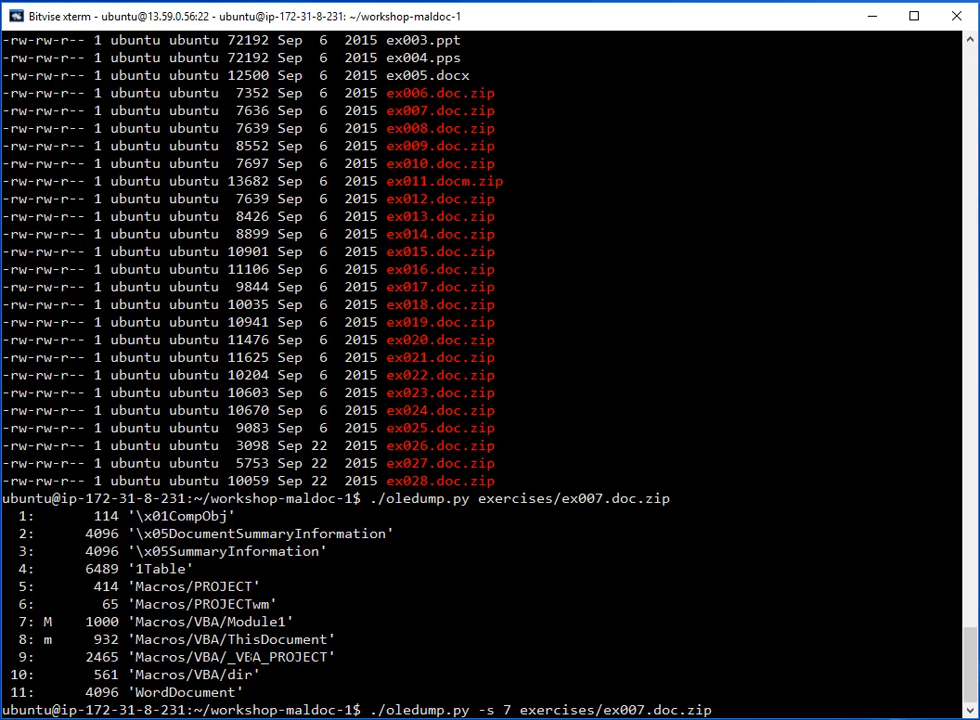 Bitvise xterm - ubuntu@13.59.0.56:22 - ubuntu@ip-172-31-8-231: ~/workshop-maldoc-1
-rw-rw-r-- 1 ubuntu ubuntu 72192 Sep  6  2015 ex003.ppt
-rw-rw-r-- 1 ubuntu ubuntu 72192 Sep  6  2015 ex004.pps
-rw-rw-r-- 1 ubuntu ubuntu 12500 Sep  6  2015 ex005.docx
-rw-rw-r-- 1 ubuntu ubuntu  7352 Sep  6  2015 ex006.doc.zip
-rw-rw-r-- 1 ubuntu ubuntu  7636 Sep  6  2015 ex007.doc.zip
-rw-rw-r-- 1 ubuntu ubuntu  7639 Sep  6  2015 ex008.doc.zip
-rw-rw-r-- 1 ubuntu ubuntu  8552 Sep  6  2015 ex009.doc.zip
-rw-rw-r-- 1 ubuntu ubuntu  7697 Sep  6  2015 ex010.doc.zip
-rw-rw-r-- 1 ubuntu ubuntu 13682 Sep  6  2015 ex011.docm.zip
-rw-rw-r-- 1 ubuntu ubuntu  7639 Sep  6  2015 ex012.doc.zip
-rw-rw-r-- 1 ubuntu ubuntu  8426 Sep  6  2015 ex013.doc.zip
-rw-rw-r-- 1 ubuntu ubuntu  8899 Sep  6  2015 ex014.doc.zip
-rw-rw-r-- 1 ubuntu ubuntu 10901 Sep  6  2015 ex015.doc.zip
-rw-rw-r-- 1 ubuntu ubuntu 11106 Sep  6  2015 ex016.doc.zip
-rw-rw-r-- 1 ubuntu ubuntu  9844 Sep  6  2015 ex017.doc.zip
-rw-rw-r-- 1 ubuntu ubuntu 10035 Sep  6  2015 ex018.doc.zip
-rw-rw-r-- 1 ubuntu ubuntu 10941 Sep  6  2015 ex019.doc.zip
-rw-rw-r-- 1 ubuntu ubuntu 11476 Sep  6  2015 ex020.doc.zip
-rw-rw-r-- 1 ubuntu ubuntu 11625 Sep  6  2015 ex021.doc.zip
-rw-rw-r-- 1 ubuntu ubuntu 10204 Sep  6  2015 ex022.doc.zip
-rw-rw-r-- 1 ubuntu ubuntu 10603 Sep  6  2015 ex023.doc.zip
-rw-rw-r-- 1 ubuntu ubuntu 10670 Sep  6  2015 ex024.doc.zip
-rw-rw-r-- 1 ubuntu ubuntu  9083 Sep  6  2015 ex025.doc.zip
-rw-rw-r-- 1 ubuntu ubuntu  3098 Sep 22  2015 ex026.doc.zip
-rw-rw-r-- 1 ubuntu ubuntu  5753 Sep 22  2015 ex027.doc.zip
-rw-rw-r-- 1 ubuntu ubuntu 10059 Sep 22  2015 ex028.doc.zip
ubuntu@ip-172-31-8-231:~/workshop-maldoc-1$ ./oledump.py exercises/ex007.doc.zip
  1:       114 '\x01CompObj'
  2:      4096 '\x05DocumentSummaryInformation'
  3:      4096 '\x05SummaryInformation'
  4:      6489 '1Table'
  5:       414 'Macros/PROJECT'
  6:        65 'Macros/PROJECTwm'
  7: M    1000 'Macros/VBA/Module1'
  8: m     932 'Macros/VBA/ThisDocument'
  9:      2465 'Macros/VBA/_VBA_PROJECT'
 10:       561 'Macros/VBA/dir'
 11:      4096 'WordDocument'
ubuntu@ip-172-31-8-231:~/workshop-maldoc-1$ ./oledump.py -s 7 exercises/ex007.doc.zip